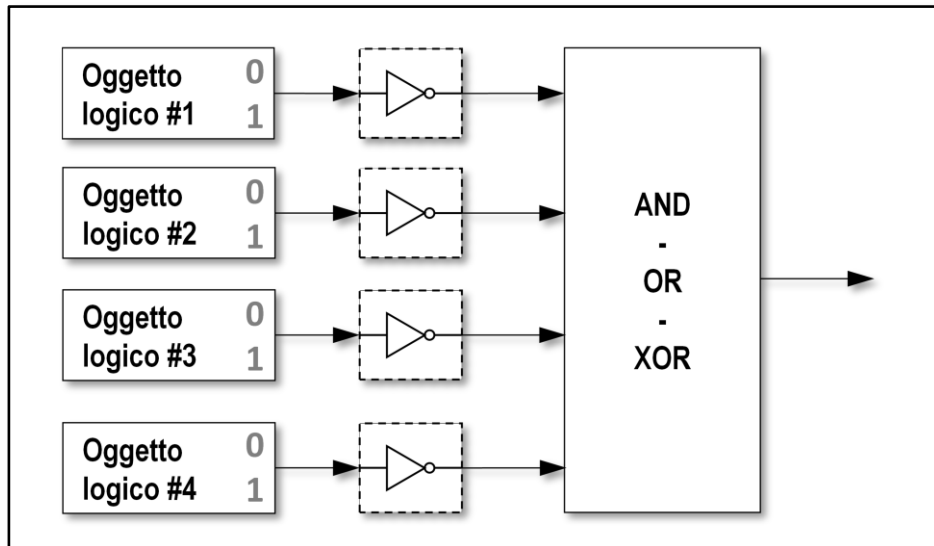 Oggetto 0
logico #1 1
Oggetto 0
logico #2 1
Oggetto 0
logico #3 1
Oggetto 0
logico #4 1
AND
-
OR
-
XOR